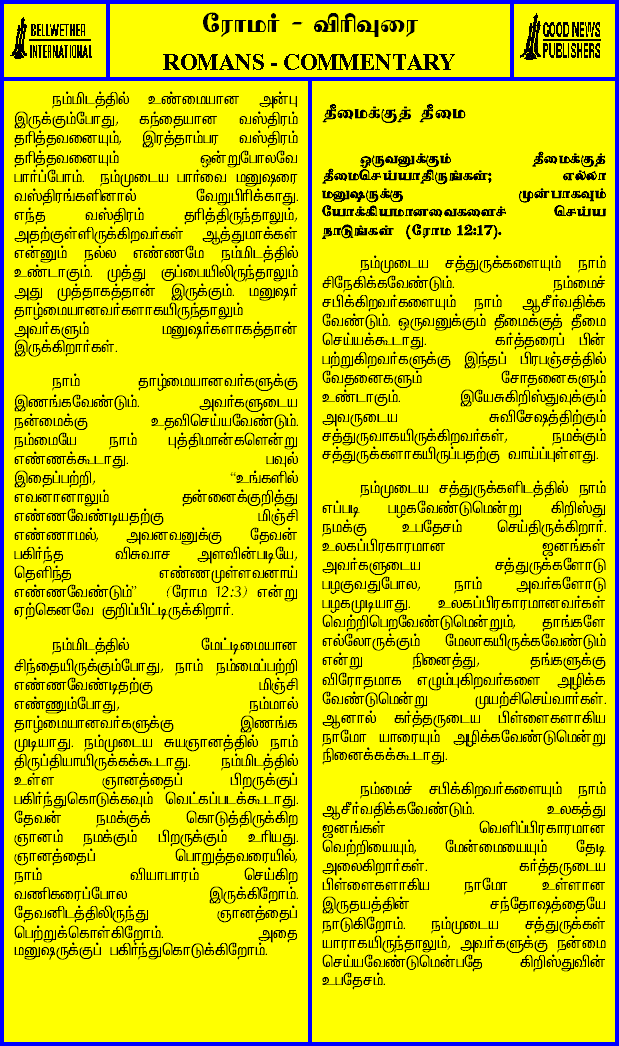 BELLWETHER
INTERNATIONAL
ரோமர் - விரிவுரை
ROMANS - COMMENTARY
GOOD NEWS
PUBLISHERS
நம்மிடத்தில் உண்மையான அன்பு
இருக்கும்போது, கந்தையான வஸ்திரம்
தரித்தவனையும், இரத்தாம்பர வஸ்திரம்
தரித்தவனையும் ஒன்றுபோலவே
பார்ப்போம். நம்முடைய பார்வை மனுஷரை
வஸ்திரங்களினால் வேறுபிரிக்காது.
எந்த வஸ்திரம் தரித்திருந்தாலும்,
அதற்குள்ளிருக்கிறவர்கள் ஆத்துமாக்கள்
என்னும் நல்ல எண்ணமே நம்மிடத்தில்
உண்டாகும். முத்து குப்பையிலிருந்தாலும்
அது முத்தாகத்தான் இருக்கும். மனுஷர்
தாழ்மையானவர்களாகயிருந்தாலும்
அவர்களும் மனுஷர்களாகத்தான்
இருக்கிறார்கள்.
நாம் தாழ்மையானவர்களுக்கு
இணங்கவேண்டும். அவர்களுடைய
நன்மைக்கு உதவிசெய்யவேண்டும்.
நம்மையே நாம் புத்திமான்களென்று
எண்ணக்கூடாது. பவுல்
இதைப்பற்றி, "உங்களில்
எவனானாலும் தன்னைக்குறித்து
எண்ணவேண்டியதற்கு மிஞ்சி
எண்ணாமல், அவனவனுக்கு தேவன்
பகிர்ந்த விசுவாச அளவின்படியே,
தெளிந்த எண்ணமுள்ளவனாய்
எண்ணவேண்டும்" (ரோம 12:3) என்று
ஏற்கெனவே குறிப்பிட்டிருக்கிறார்.
நம்மிடத்தில் மேட்டிமையான
சிந்தையிருக்கும்போது, நாம் நம்மைப்பற்றி
எண்ணவேண்டிதற்கு மிஞ்சி
எண்ணும்போது, நம்மால்
தாழ்மையானவர்களுக்கு இணங்க
முடியாது. நம்முடைய சுயஞானத்தில் நாம்
திருப்தியாயிருக்கக்கூடாது. நம்மிடத்தில்
உள்ள ஞானத்தைப் பிறருக்குப்
பகிர்ந்துகொடுக்கவும் வெட்கப்படக்கூடாது.
தேவன் நமக்குக் கொடுத்திருக்கிற
ஞானம் நமக்கும் பிறருக்கும் உரியது.
ஞானத்தைப் பொறுத்தவரையில்,
நாம் வியாபாரம் செய்கிற
வணிகரைப்போல இருக்கிறோம்.
தேவனிடத்திலிருந்து ஞானத்தைப்
பெற்றுக்கொள்கிறோம். அதை
மனுஷருக்குப் பகிர்ந்துகொடுக்கிறோம்.
தீமைக்குத் தீமை
ஒருவனுக்கும் தீமைக்குத்
தீமைசெய்யாதிருங்கள்; எல்லா
மனுஷருக்கு முன்பாகவும்
யோக்கியமானவைகளைச் செய்ய
நாடுங்கள் (ரோம 12:17).
நம்முடைய சத்துருக்களையும் நாம்
சிநேகிக்கவேண்டும். நம்மைச்
சபிக்கிறவர்களையும் நாம் ஆசீர்வதிக்க
வேண்டும். ஒருவனுக்கும் தீமைக்குத் தீமை
செய்யக்கூடாது. கர்த்தரைப் பின்
பற்றுகிறவர்களுக்கு இந்தப் பிரபஞ்சத்தில்
வேதனைகளும் சோதனைகளும்
உண்டாகும். இயேசுகிறிஸ்துவுக்கும்
அவருடைய சுவிசேஷத்திற்கும்
சத்துருவாகயிருக்கிறவர்கள், நமக்கும்
சத்துருக்களாகயிருப்பதற்கு வாய்ப்புள்ளது.
நம்முடைய சத்துருக்களிடத்தில் நாம்
எப்படி பழகவேண்டுமென்று கிறிஸ்து
நமக்கு உபதேசம் செய்திருக்கிறார்.
உலகப்பிரகாரமான ஜனங்கள்
அவர்களுடைய சத்துருக்களோடு
பழகுவதுபோல, நாம் அவர்களோடு
பழகமுடியாது. உலகப்பிரகாரமானவர்கள்
வெற்றிபெறவேண்டுமென்றும், தாங்களே
எல்லோருக்கும் மேலாகயிருக்கவேண்டும்
என்று நினைத்து, தங்களுக்கு
விரோதமாக எழும்புகிறவர்களை அழிக்க
வேண்டுமென்று முயற்சிசெய்வார்கள்.
ஆனால் கர்த்தருடைய பிள்ளைகளாகிய
நாமோ யாரையும் அழிக்கவேண்டுமென்று
நினைக்கக்கூடாது.
நம்மைச் சபிக்கிறவர்களையும் நாம்
ஆசீர்வதிக்கவேண்டும். உலகத்து
ஜனங்கள் வெளிப்பிரகாரமான
வெற்றியையும், மேன்மையையும் தேடி
அலைகிறார்கள். கர்த்தருடைய
பிள்ளைகளாகிய நாமோ உள்ளான
இருதயத்தின் சந்தோஷத்தையே
நாடுகிறோம். நம்முடைய சத்துருக்கள்
யாராகயிருந்தாலும், அவர்களுக்கு நன்மை
செய்யவேண்டுமென்பதே கிறிஸ்துவின்
உபதேசம்.